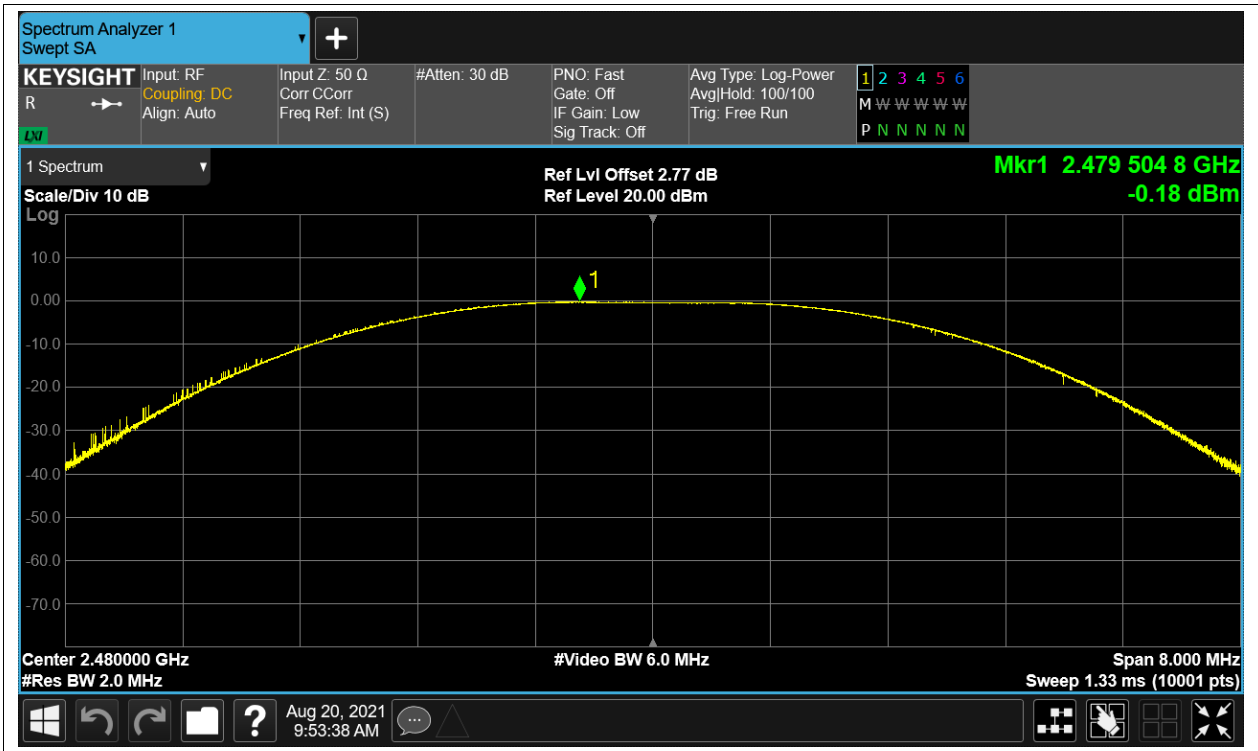 Spectrum Analyzer 1
Swept SA
+
KEYSIGHT
R
LXI
Input: RF
Coupling: DC
Align: Auto
Input Z: 50 Ω
Corr CCorr
Freq Ref: Int (S)
#Atten: 30 dB
PNO: Fast
Gate: Off
IF Gain: Low
Sig Track: Off
Avg Type: Log-Power
Avg|Hold: 100/100
Trig: Free Run
1 2 3 4 5 6
M W W W W W
P N N N N N
1 Spectrum
Scale/Div 10 dB
Log
Ref Lvl Offset 2.77 dB
Ref Level 20.00 dBm
Mkr1 2.479 504 8 GHz
-0.18 dBm
10.0
0.00
-10.0
-20.0
-30.0
-40.0
-50.0
-60.0
-70.0
1
Center 2.480000 GHz
#Res BW 2.0 MHz
#Video BW 6.0 MHz
Span 8.000 MHz
Sweep 1.33 ms (10001 pts)
?
Aug 20, 2021
9:53:38 AM